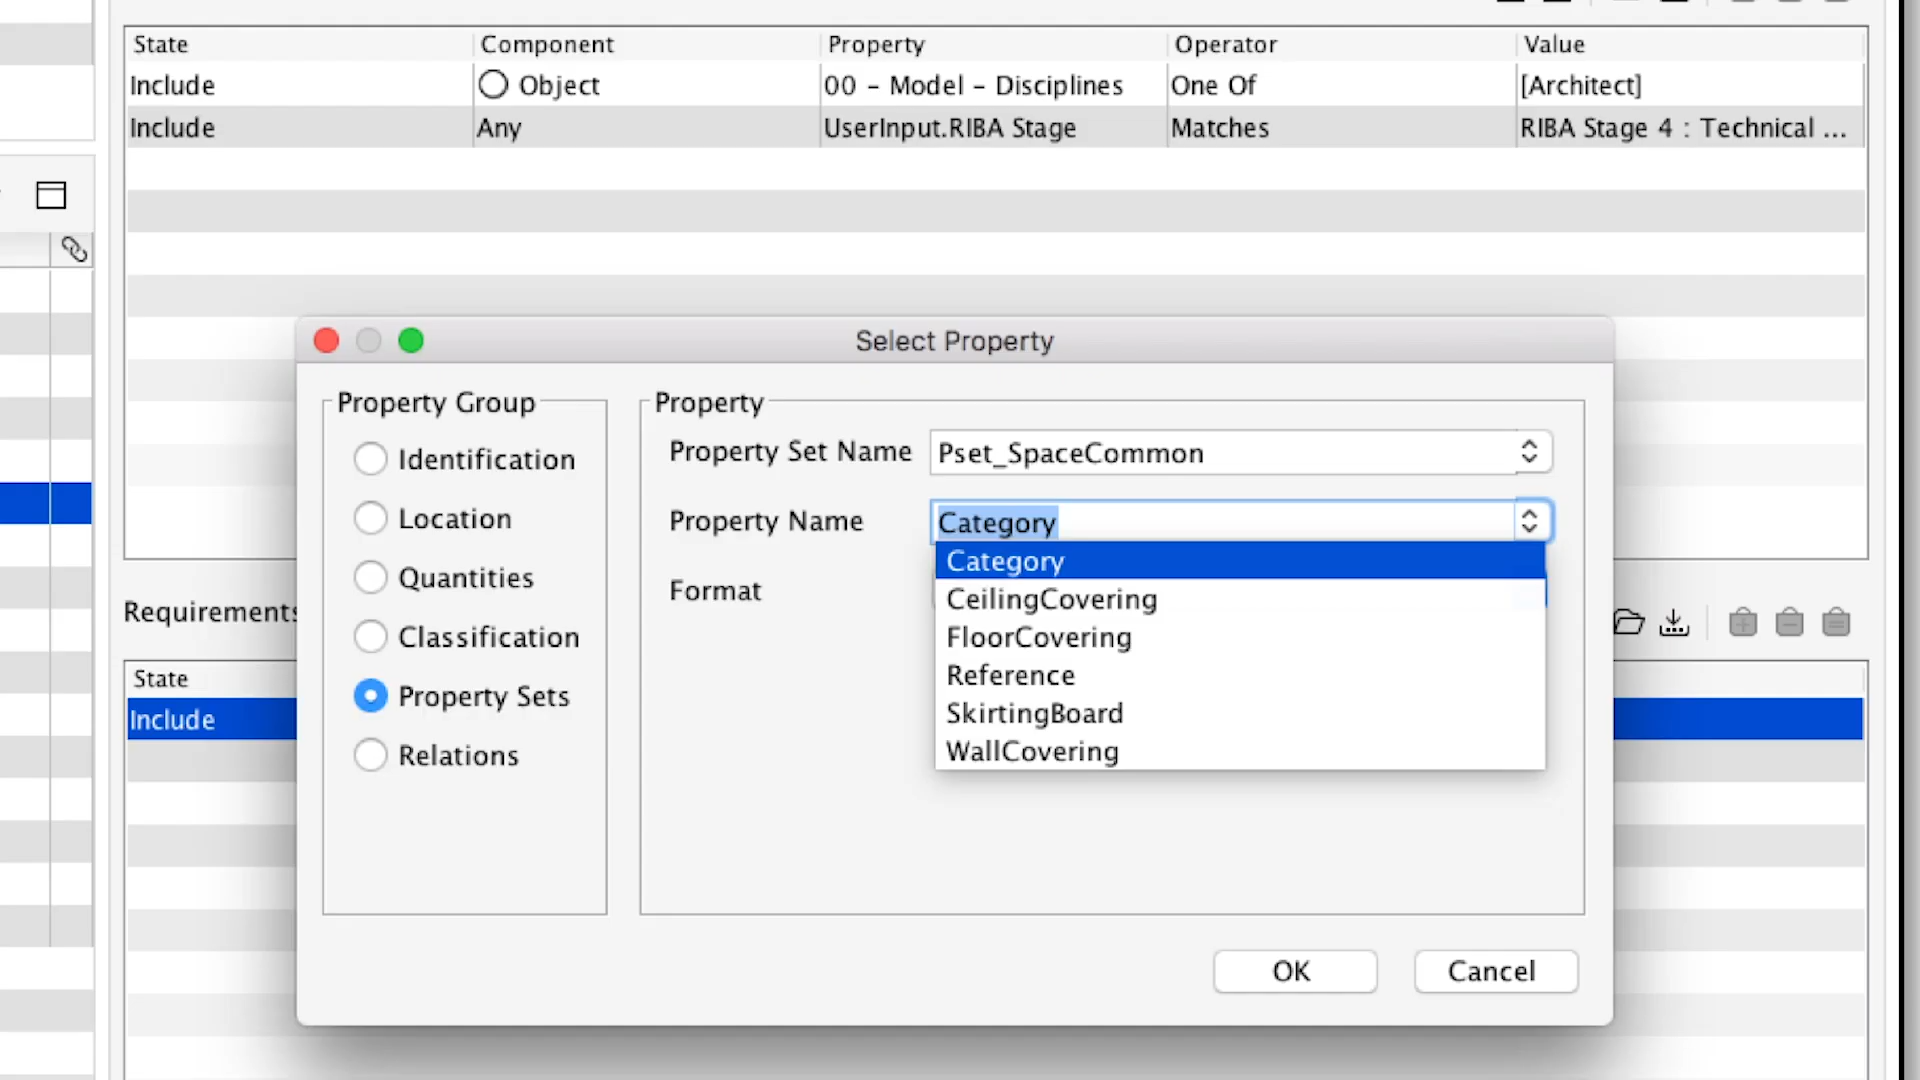 State Component Property Operator Value
Include Object 00 - Model - Disciplines One Of [Architect]
Include Any UserInput.RIBA Stage Matches RIBA Stage 4 : Technical ...
Select Property
Property Group
Identification
Location
Quantities
Classification
Property Sets
Relations
Property
Property Set Name Pset_SpaceCommon
Property Name Category
Category
CeilingCovering
FloorCovering
Reference
SkirtingBoard
WallCovering
Format
OK Cancel
Requirements
State
Include